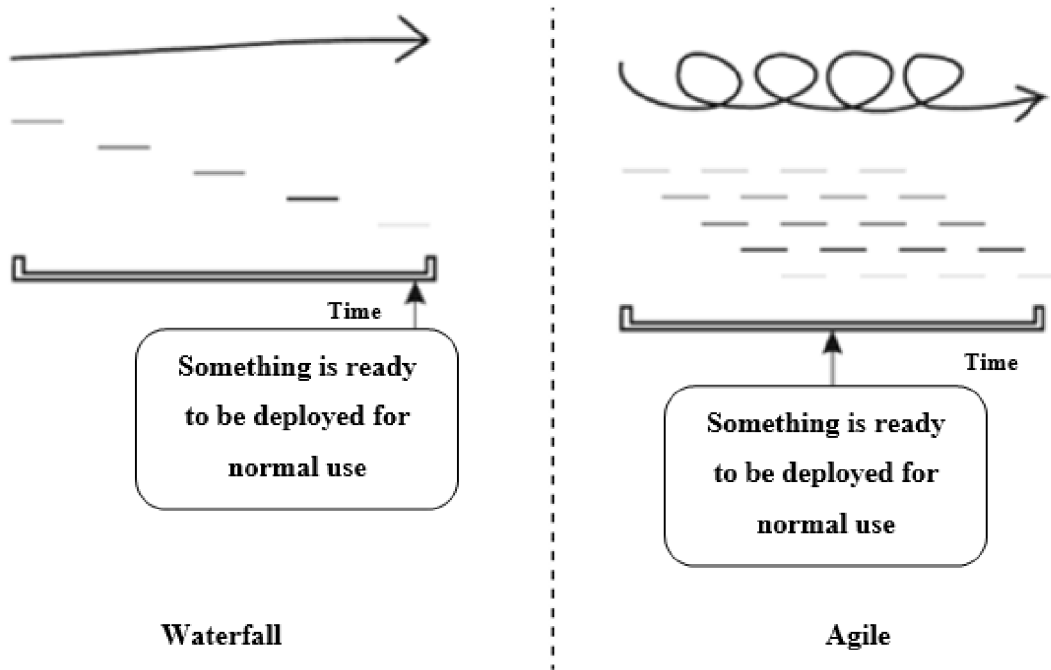 Time
Something is ready
to be deployed for
normal use
Waterfall
Time
Something is ready
to be deployed for
normal use
Agile